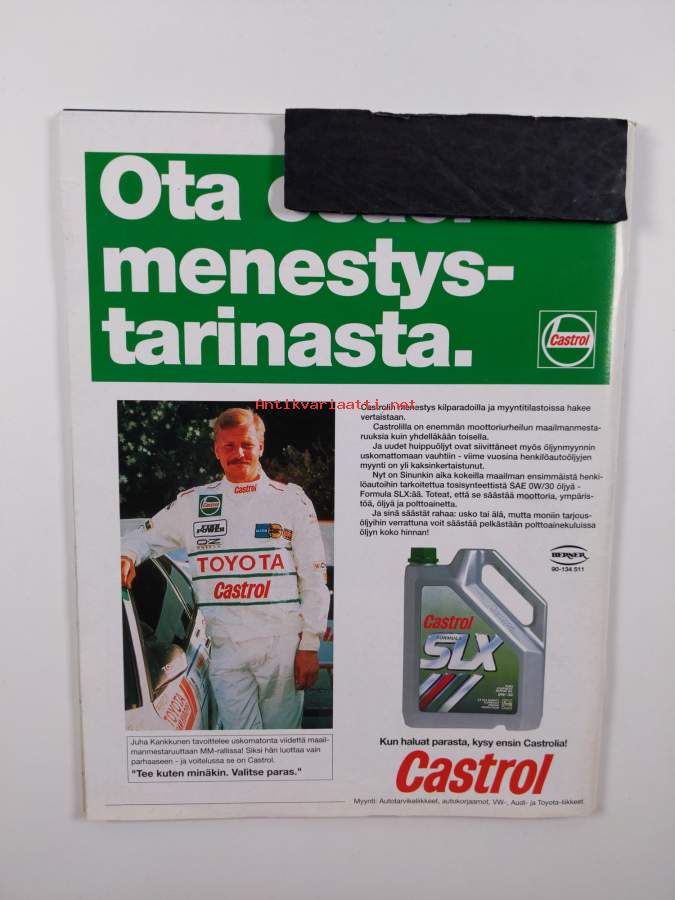 Ota
menestys-
tarinasta.
Castrol
Antikvariaatti.net
Castrolin menestys kilparadoilla ja myyntitilastoissa hakee
vertaistaan.
Castrolilla on enemmän moottoriurheilun maailmanmesta-
ruuksia kuin yhdelläkään toisella.
Ja uudet huippuöljyt ovat siivittäneet myös öljynmyynnin
uskomattomaan vauhtiin - viime vuosina henkilöautoöljyjen
myynti on yli kaksinkertaistunut.
Nyt on Sinunkin aika kokeilla maailman ensimmäistä henki-
löautoihin tarkoitettua tosisynteettistä SAE 0W/30 öljyä -
Formula SLX:ää. Toteat, että se säästää moottoria, ympäris-
töä, öljyä ja polttoainetta.
Ja sinä säästät rahaa: usko tai älä, mutta moniin tarjous-
öljyihin verrattuna voit säästää pelkästään polttoainekuluissa
öljyn koko hinnan!
Castrol
Castrol
OZ
TOYOTA
Castrol
TOYOTA
BERNER
90-134 511
Castrol
FORMULA
SLX
Juha Kankkunen tavoittelee uskomatonta viidettä maail-
manmestaruuttaan MM-rallissa! Siksi hän luottaa vain
parhaaseen - ja voitelussa se on Castrol.
"Tee kuten minäkin. Valitse paras."
Kun haluat parasta, kysy ensin Castrolia!
Castrol
Myynti: Autotarvikeliikkeet, autokorjaamot, VW-, Audi- ja Toyota-liikkeet.